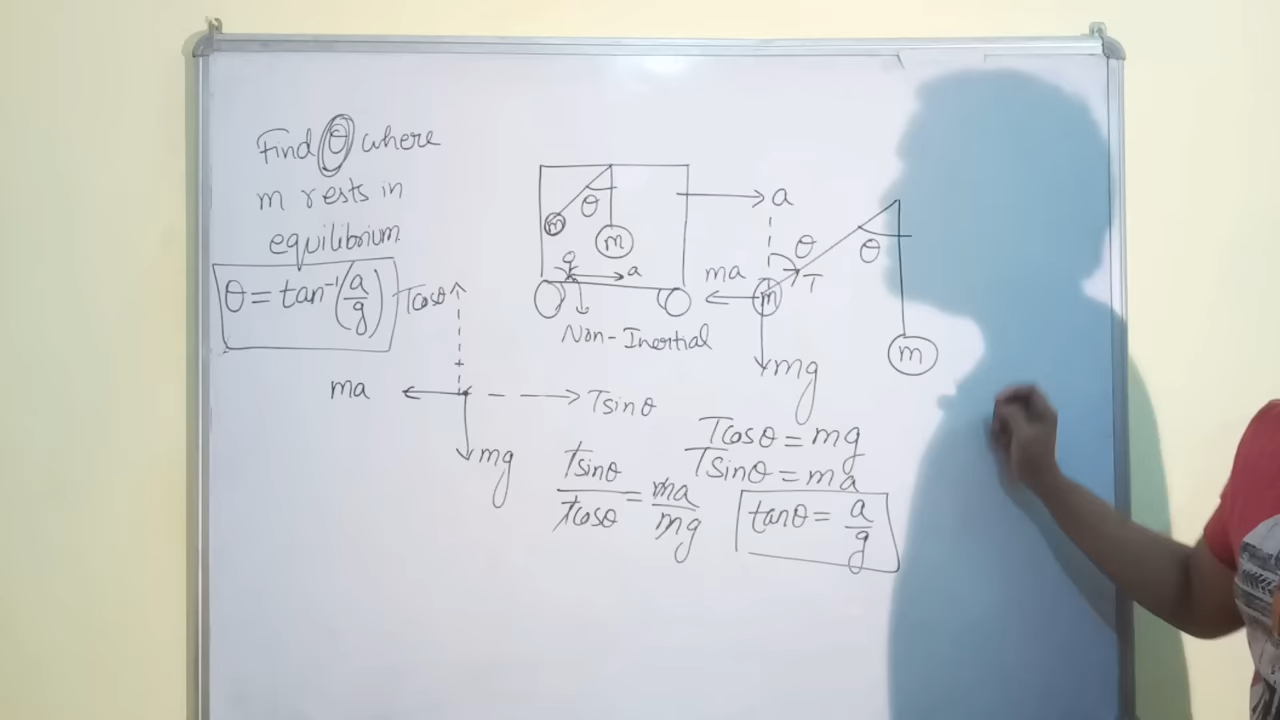 Find θ where
m rests in
equilibrium
θ = tan⁻¹(a/g)
m
θ
m
a
a
Non-Inertial
ma
m
θ
T
mg
θ
m
Tcosθ
ma
Tsinθ
mg
Tcosθ = mg
Tsinθ = ma
Tsinθ/Tcosθ = ma/mg
tanθ = a/g